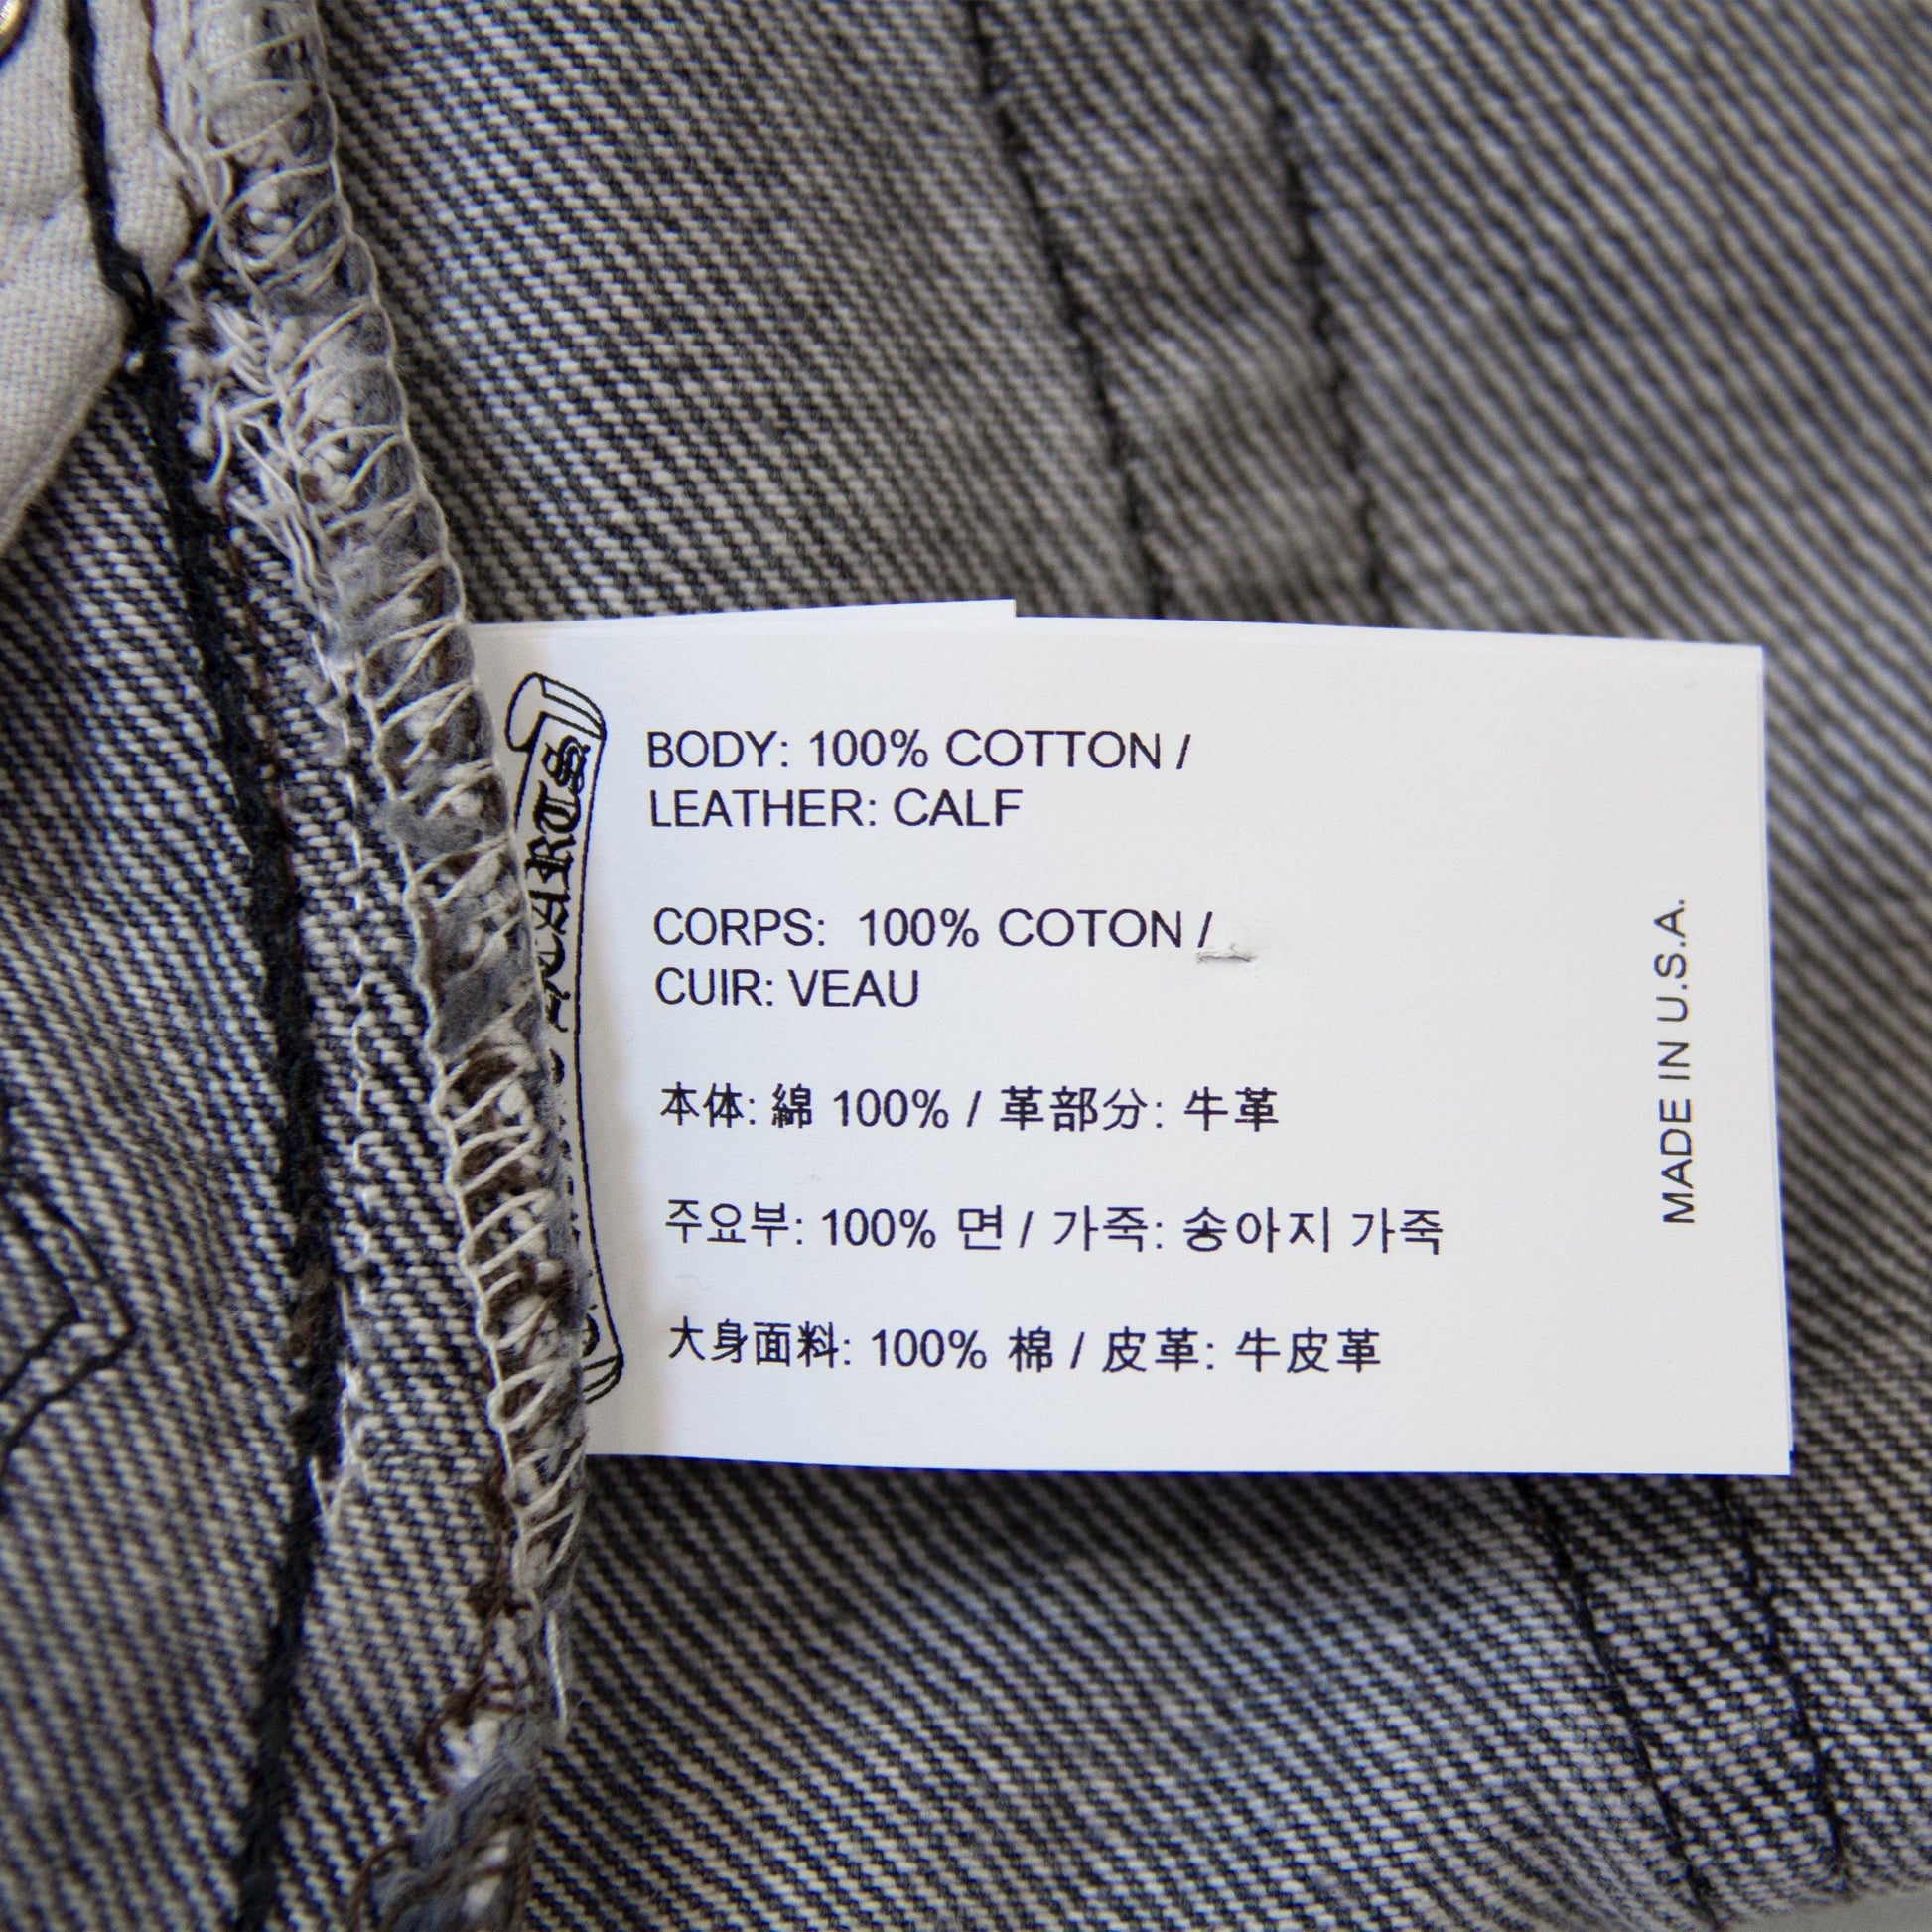 BODY: 100% COTTON /
LEATHER: CALF
CORPS: 100% COTON /
CUIR: VEAU
本体: 綿 100% / 革部分: 牛革
주요부: 100% 면 / 가죽: 송아지 가죽
大身面料: 100% 棉 / 皮革: 牛皮革
MADE IN U.S.A.